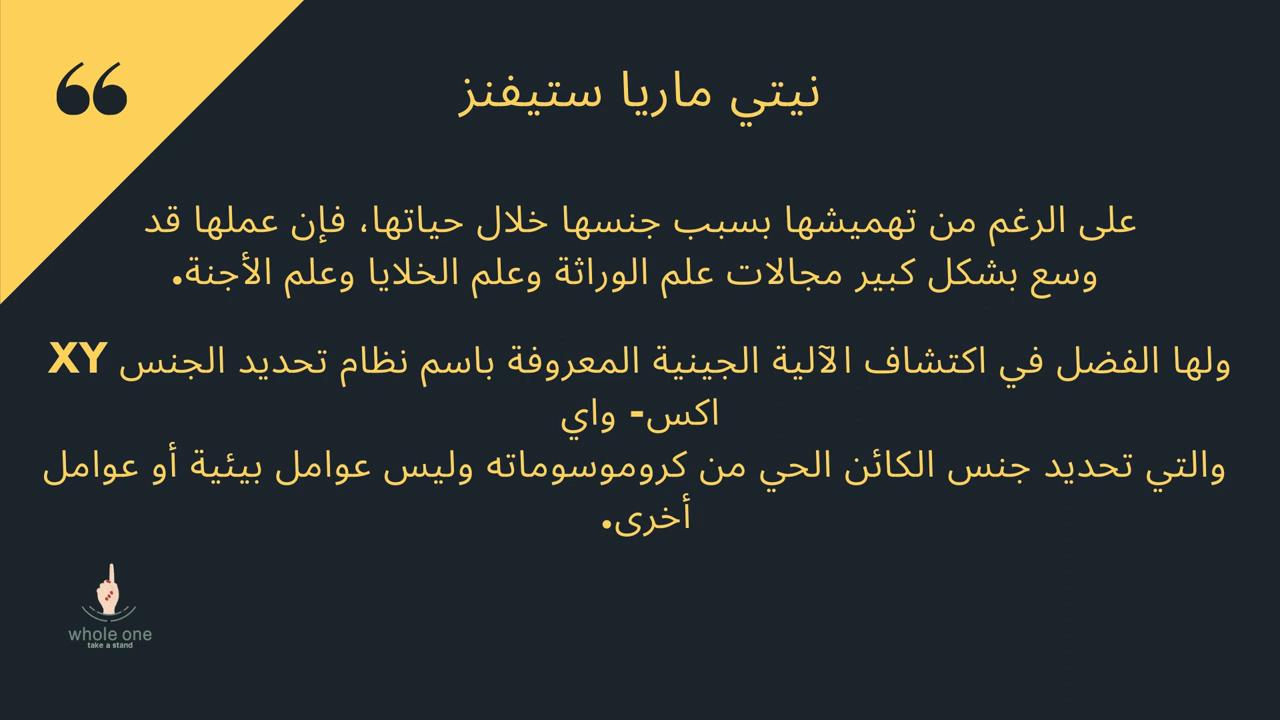 نيتي ماريا ستيفنز
على الرغم من تهميشها بسبب جنسها خلال حياتها، فإن عملها قد
وسع بشكل كبير مجالات علم الوراثة وعلم الخلايا وعلم الأجنة.
ولها الفضل في اكتشاف الآلية الجينية المعروفة باسم نظام تحديد الجنس XY
اكس- واي
والتي تحديد جنس الكائن الحي من كروموسوماته وليس عوامل بيئية أو عوامل
أخرى.
whole one
take a stand